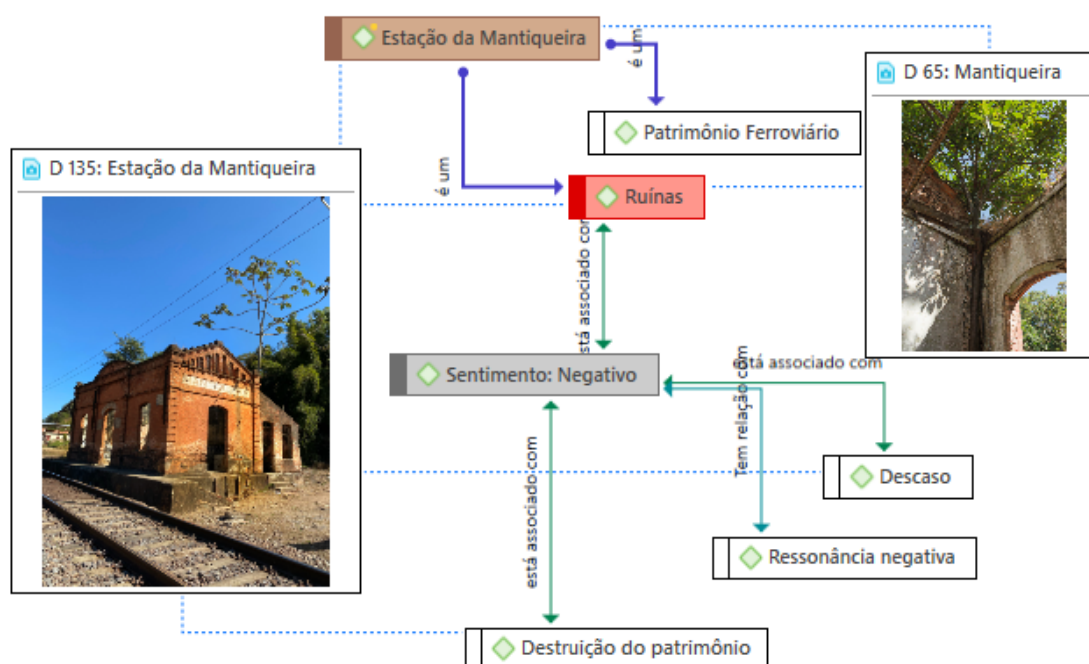 Estação da Mantiqueira
é um
D 65: Mantiqueira
Patrimônio Ferroviário
D 135: Estação da Mantiqueira
é um
Ruínas
está associado com
Sentimento: Negativo
está associado com
Tem relação com
está associado com
Descaso
Ressonância negativa
Destruição do patrimônio